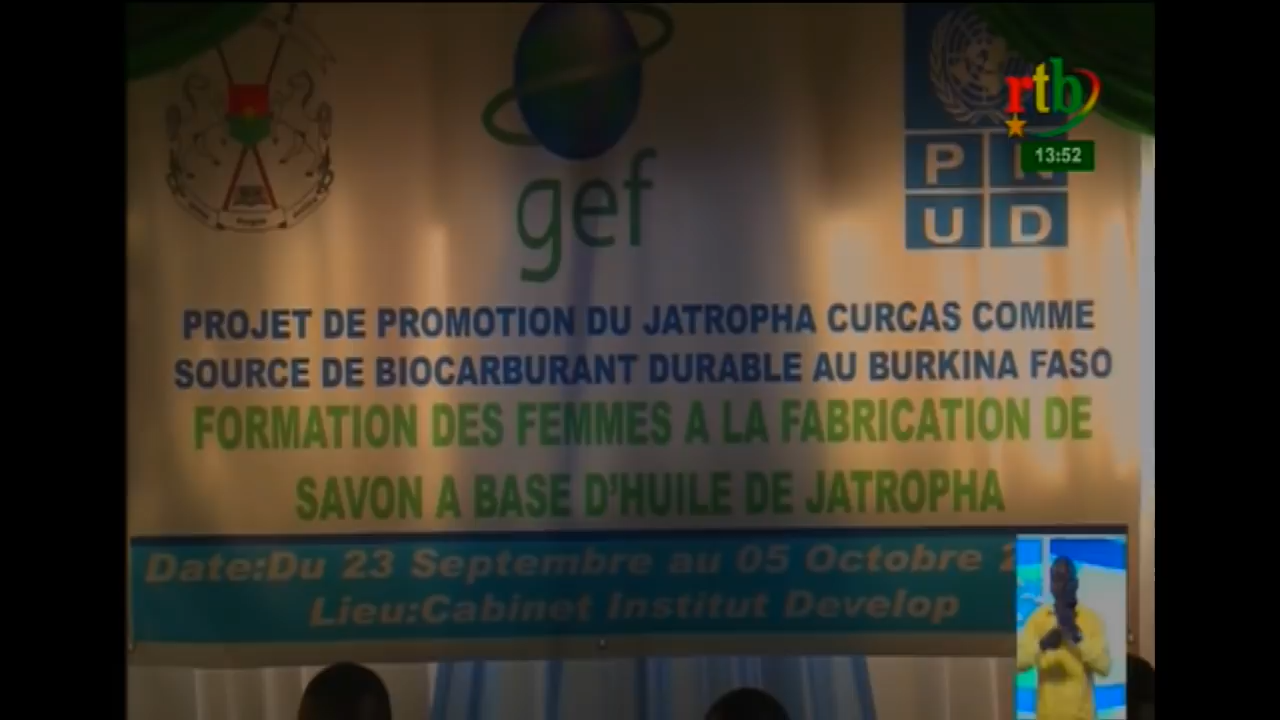 rtb
13:52
gef
PN
UD
PROJET DE PROMOTION DU JATROPHA CURCAS COMME
SOURCE DE BIOCARBURANT DURABLE AU BURKINA FASO
FORMATION DES FEMMES A LA FABRICATION DE
SAVON A BASE D'HUILE DE JATROPHA
Date:Du 23 Septembre au 05 Octobre
Lieu:Cabinet Institut Develop